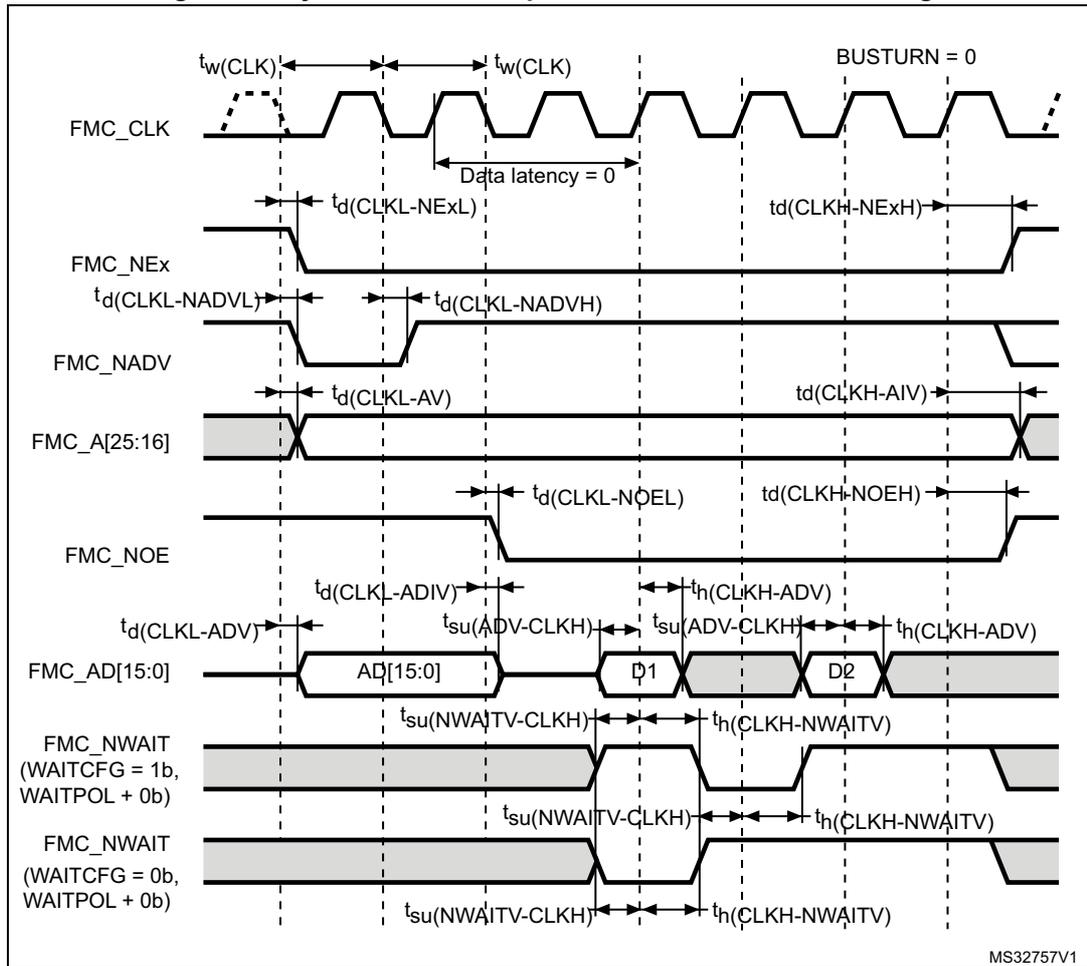 tw(CLK) tw(CLK) BUSTURN = 0
FMC_CLK
Data latency = 0
td(CLKL-NExL) td(CLKH-NExH)
FMC_NEx
td(CLKL-NADVL) td(CLKL-NADVH)
FMC_NADV
td(CLKL-AV) td(CLKH-AIV)
FMC_A[25:16]
td(CLKL-NOEL) td(CLKH-NOEH)
FMC_NOE
td(CLKL-ADIV) th(CLKH-ADV)
td(CLKL-ADV) tsu(ADV-CLKH) tsu(ADV-CLKH) th(CLKH-ADV)
FMC_AD[15:0] AD[15:0] D1 D2
tsu(NWAITV-CLKH) th(CLKH-NWAITV)
FMC_NWAIT
(WAITCFG = 1b,
WAITPOL + 0b)
tsu(NWAITV-CLKH) th(CLKH-NWAITV)
FMC_NWAIT
(WAITCFG = 0b,
WAITPOL + 0b)
tsu(NWAITV-CLKH) th(CLKH-NWAITV)
MS32757V1